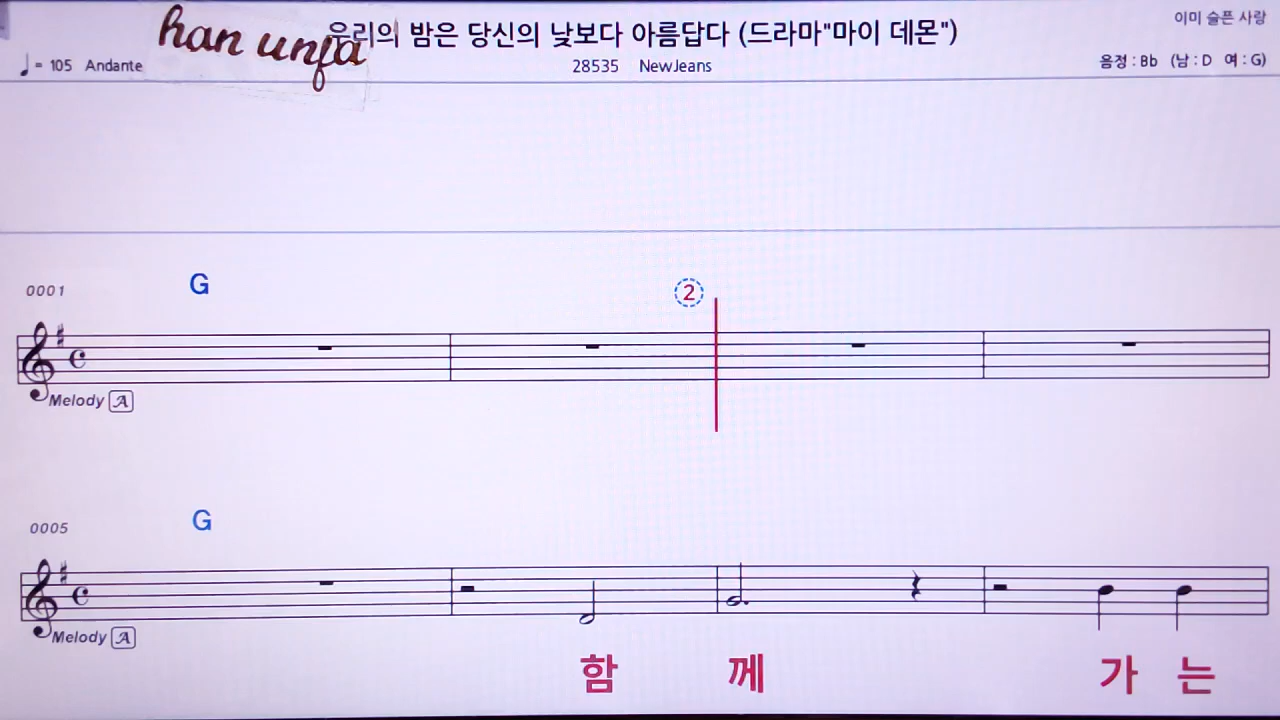 han unfa
우리의 밤은 당신의 낮보다 아름답다 (드라마"마이 데몬")
이미 슬픈 사랑
♩= 105 Andante
28535 NewJeans
음정 : Bb (남 : D 여 : G)
0001 G ②
Melody A
0005 G
Melody A
함 께 가 는